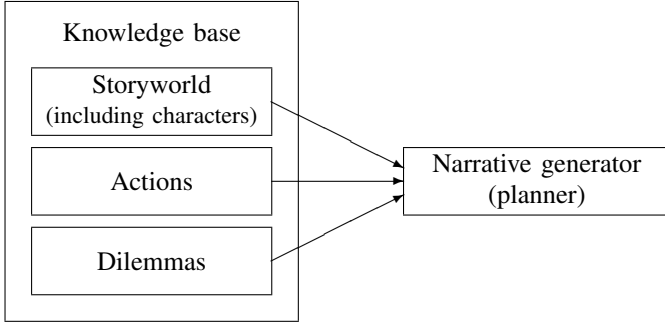 Knowledge base
Storyworld
(including characters)
Actions
Dilemmas
Narrative generator
(planner)